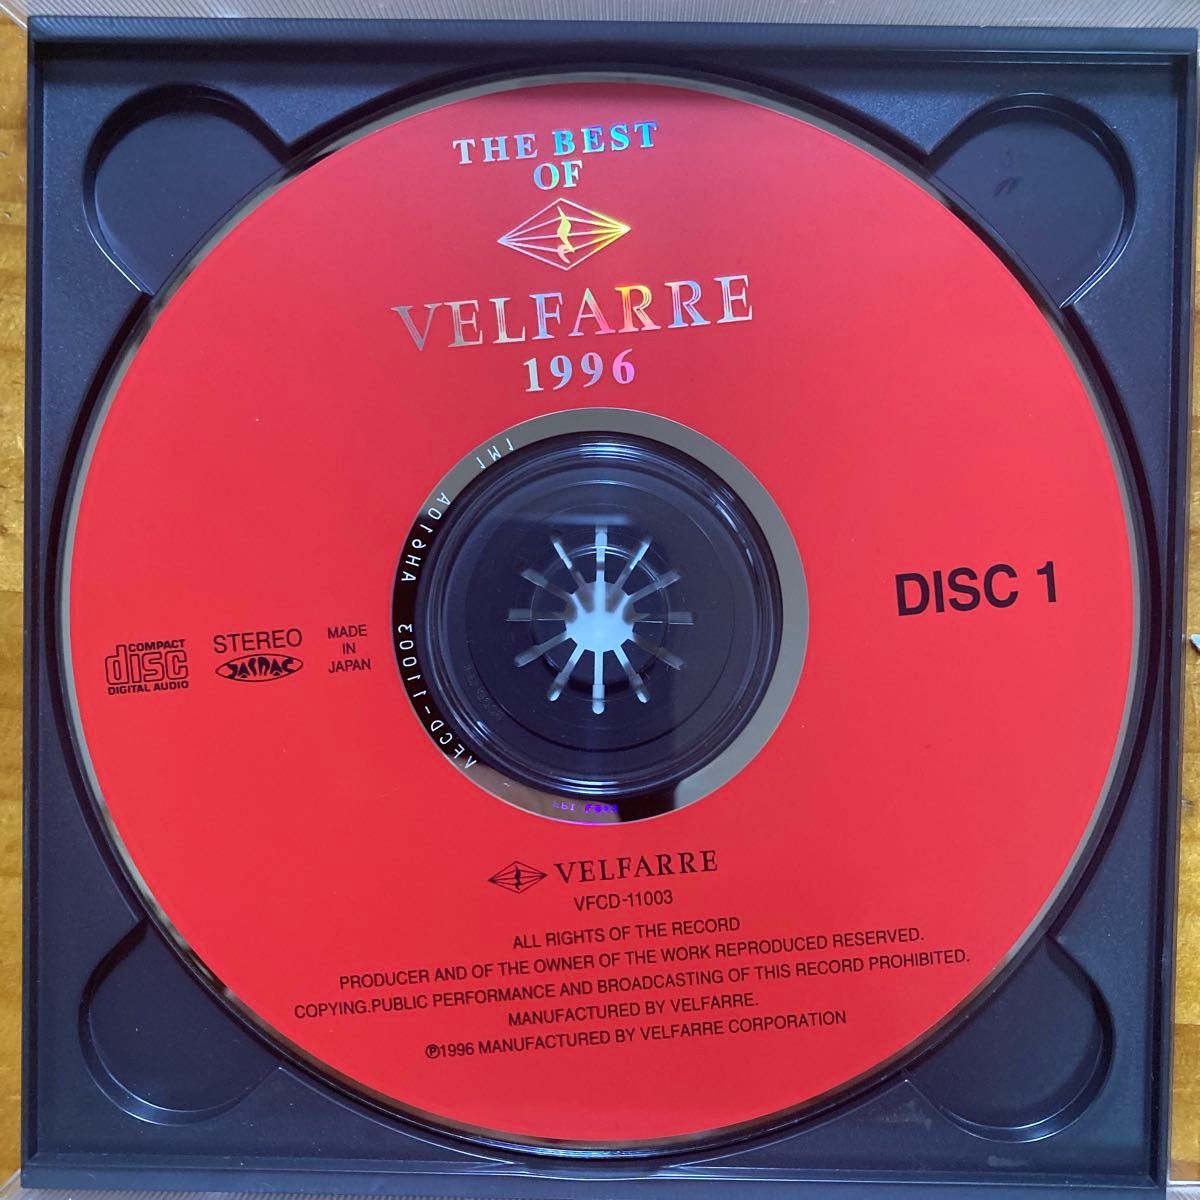 THE BEST
OF
VELFARRE
1996
DISC 1
COMPACT
disc
DIGITAL AUDIO
STEREO
JASRAC
MADE
IN
JAPAN
VELFARRE
VFCD-11003
ALL RIGHTS OF THE RECORD
PRODUCER AND OF THE OWNER OF THE WORK REPRODUCED RESERVED.
COPYING.PUBLIC PERFORMANCE AND BROADCASTING OF THIS RECORD PROHIBITED.
MANUFACTURED BY VELFARRE.
℗1996 MANUFACTURED BY VELFARRE CORPORATION